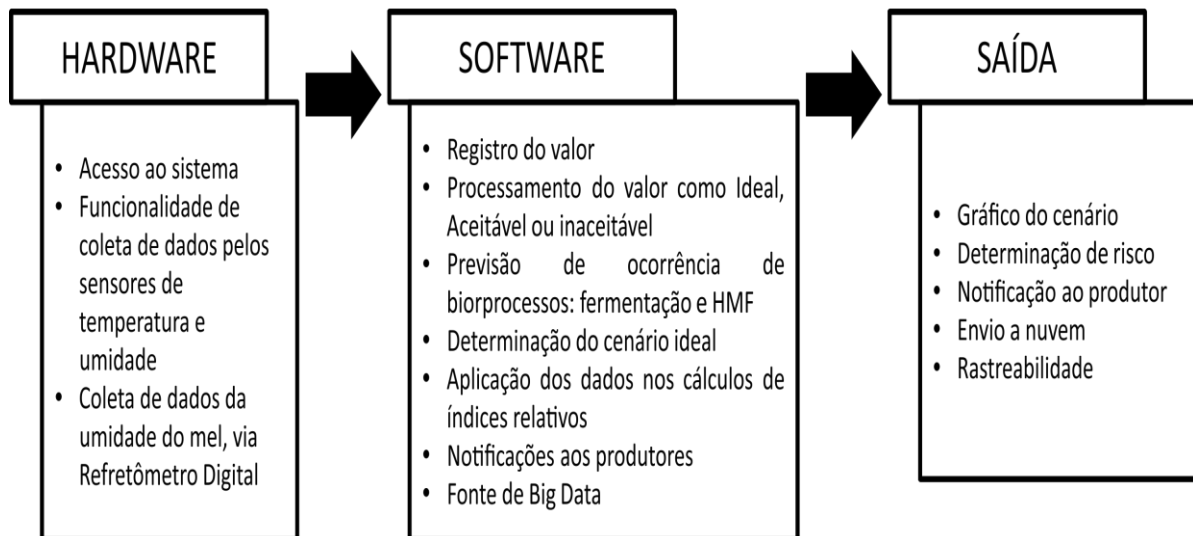 HARDWARE
• Acesso ao sistema
• Funcionalidade de
coleta de dados pelos
sensores de
temperatura e
umidade
• Coleta de dados da
umidade do mel, via
Refretômetro Digital
SOFTWARE
• Registro do valor
• Processamento do valor como Ideal,
Aceitável ou inaceitável
• Previsão de ocorrência de
biorprocessos: fermentação e HMF
• Determinação do cenário ideal
• Aplicação dos dados nos cálculos de
índices relativos
• Notificações aos produtores
• Fonte de Big Data
SAÍDA
• Gráfico do cenário
• Determinação de risco
• Notificação ao produtor
• Envio a nuvem
• Rastreabilidade